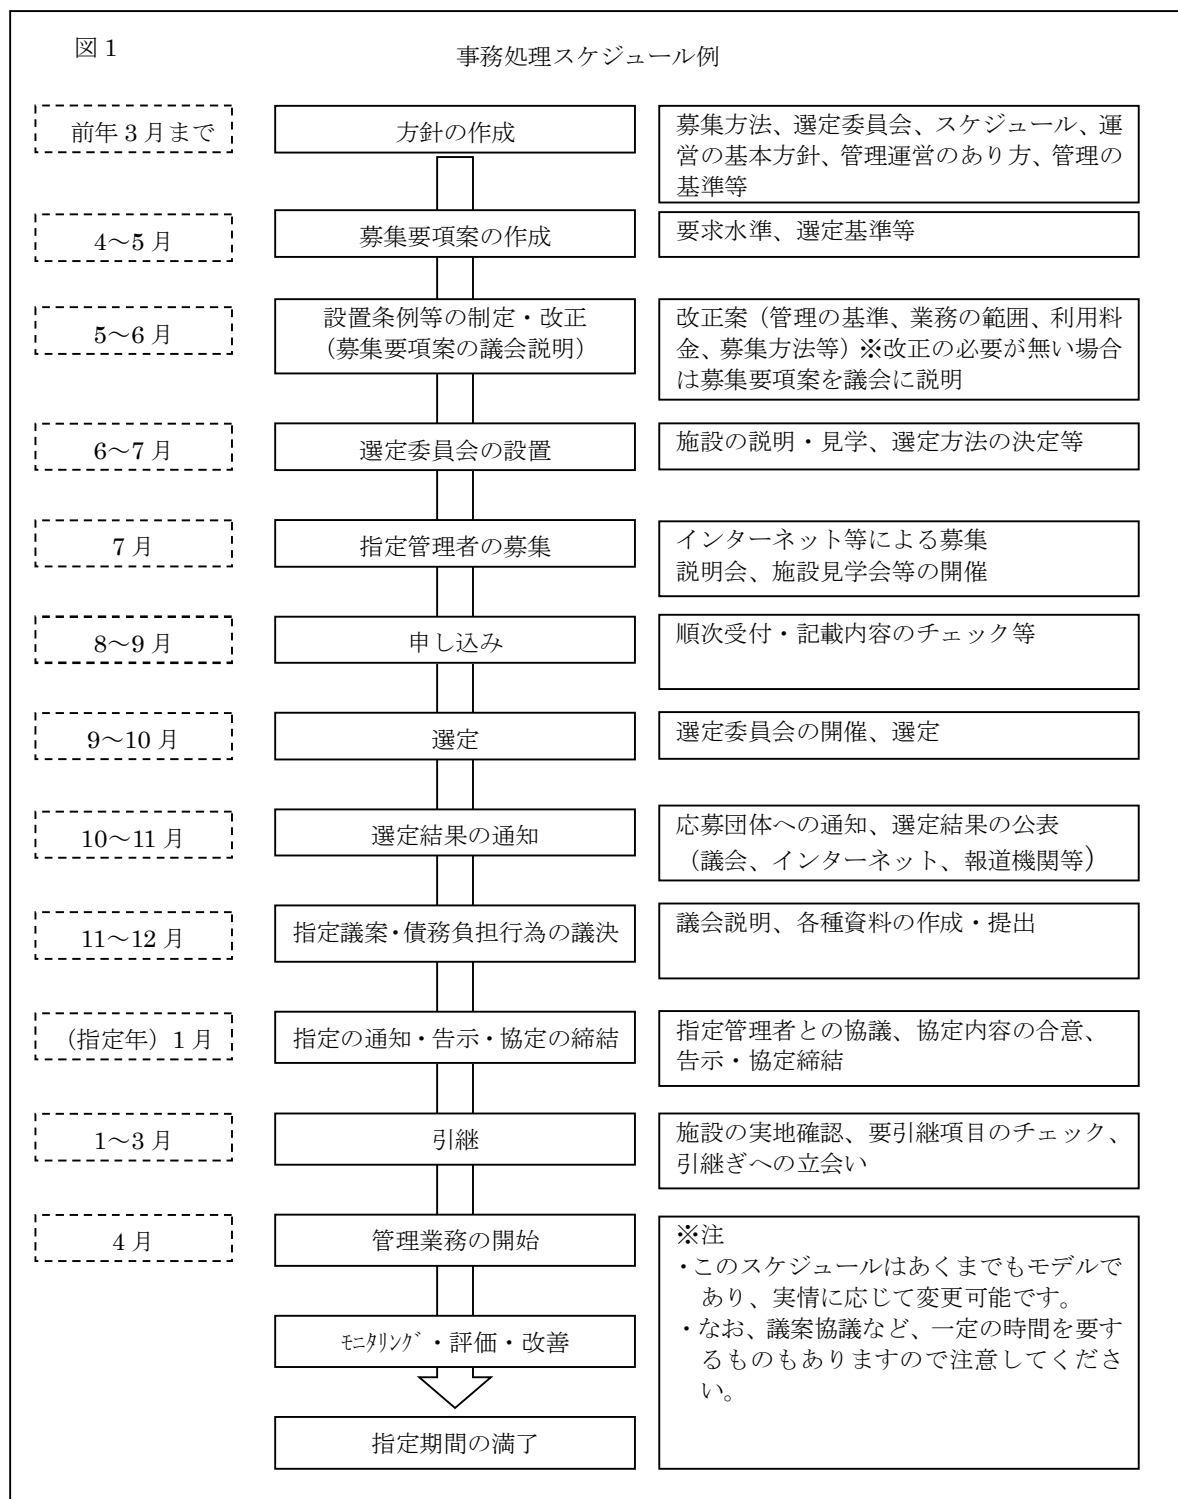 図1
事務処理スケジュール例
前年3月まで
方針の作成
募集方法、選定委員会、スケジュール、運
営の基本方針、管理運営のあり方、管理の
基準等
4～5月
募集要項案の作成
要求水準、選定基準等
5～6月
設置条例等の制定・改正
（募集要項案の議会説明）
改正案（管理の基準、業務の範囲、利用料
金、募集方法等）※改正の必要が無い場合
は募集要項案を議会に説明
6～7月
選定委員会の設置
施設の説明・見学、選定方法の決定等
7月
指定管理者の募集
インターネット等による募集
説明会、施設見学会等の開催
8～9月
申し込み
順次受付・記載内容のチェック等
9～10月
選定
選定委員会の開催、選定
10～11月
選定結果の通知
応募団体への通知、選定結果の公表
（議会、インターネット、報道機関等）
11～12月
指定議案・債務負担行為の議決
議会説明、各種資料の作成・提出
（指定年）1月
指定の通知・告示・協定の締結
指定管理者との協議、協定内容の合意、
告示・協定締結
1～3月
引継
施設の実地確認、要引継項目のチェック、
引継ぎへの立会い
4月
管理業務の開始
ﾓﾆﾀﾘﾝｸﾞ・評価・改善
指定期間の満了
※注
・このスケジュールはあくまでもモデルで
あり、実情に応じて変更可能です。
・なお、議案協議など、一定の時間を要す
るものもありますので注意してくださ
い。